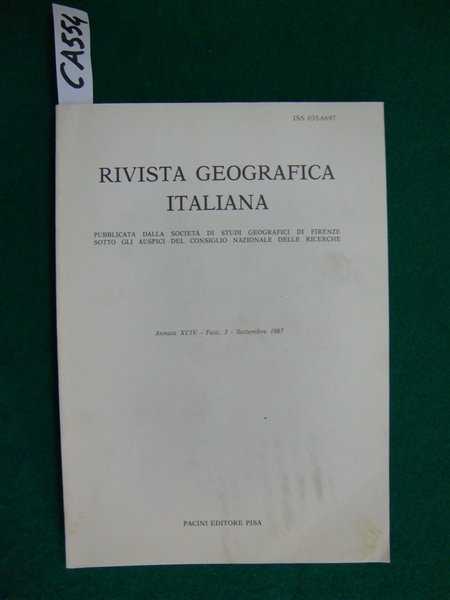 CA554
ISS 035-6697
RIVISTA GEOGRAFICA
ITALIANA
PUBBLICATA DALLA SOCIETÀ DI STUDI GEOGRAFICI DI FIRENZE
SOTTO GLI AUSPICI DEL CONSIGLIO NAZIONALE DELLE RICERCHE
Annata XCIV - Fasc. 3 - Settembre 1987
PACINI EDITORE PISA